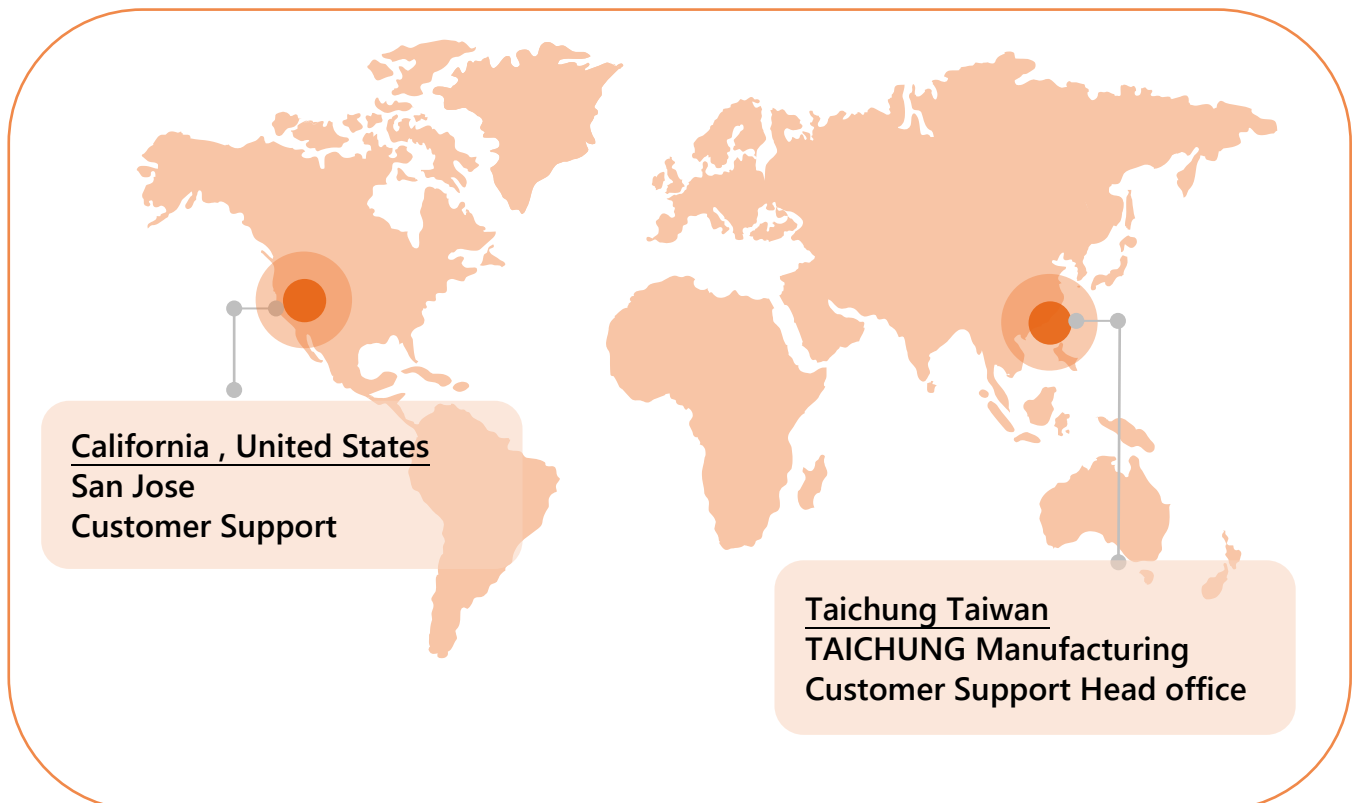 California , United States
San Jose
Customer Support
Taichung Taiwan
TAICHUNG Manufacturing
Customer Support Head office